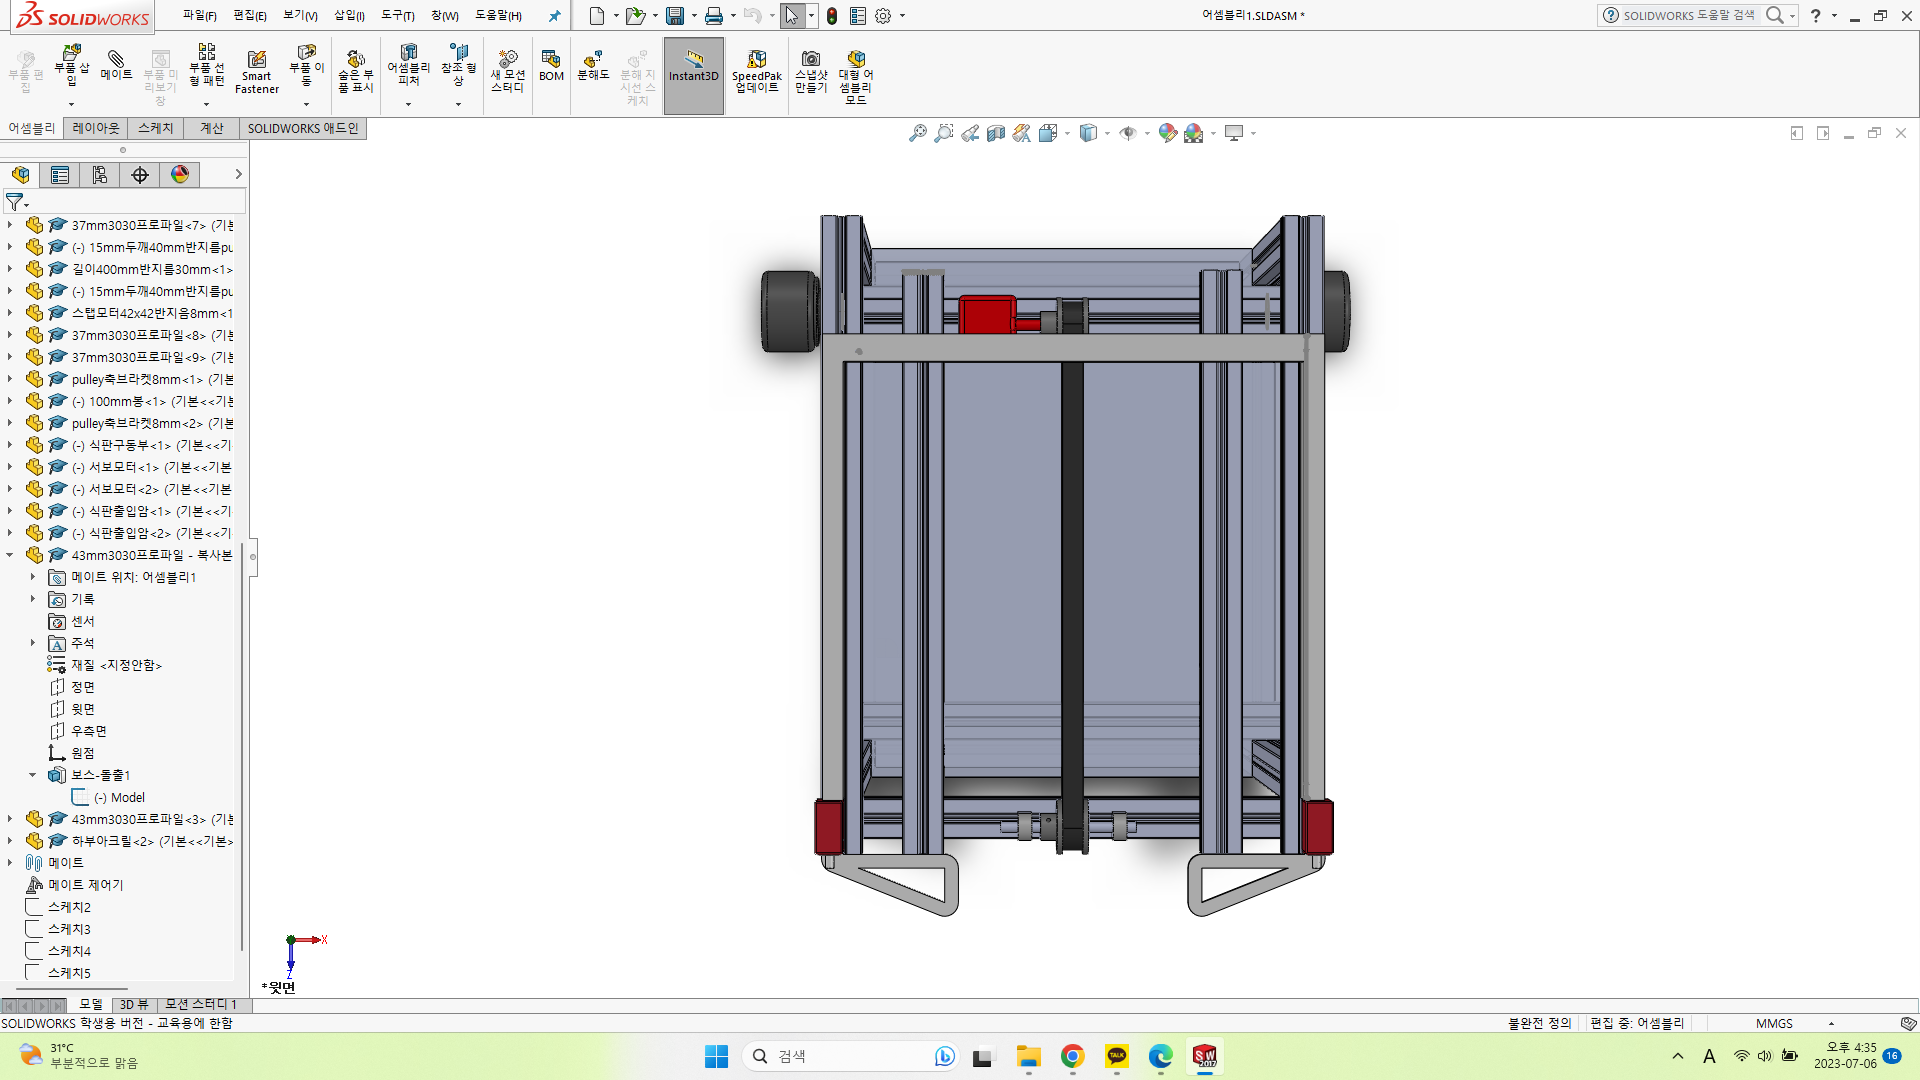 SOLIDWORKS
파일(F) 편집(E) 보기(V) 삽입(I) 도구(T) 창(W) 도움말(H)
어셈블리1.SLDASM *
SOLIDWORKS 도움말 검색
부품 편집
부품 삽입
메이트
부품 미리보기 창
부품 선형 패턴
Smart Fastener
부품 이동
숨은 부품 표시
어셈블리 피처
참조 형상
새 모션 스터디
BOM
분해도
분해 지시선 스케치
Instant3D
SpeedPak 업데이트
스냅샷 만들기
대형 어셈블리 모드
어셈블리 레이아웃 스케치 계산 SOLIDWORKS 애드인
37mm3030프로파일<7> (기본
(-) 15mm두깨40mm반지름pu
길이400mm반지름30mm<1>
(-) 15mm두깨40mm반지름pu
스탭모터42x42반지음8mm<1
37mm3030프로파일<8> (기본
37mm3030프로파일<9> (기본
pulley축브라켓8mm<1> (기본
(-) 100mm봉<1> (기본<<기본
pulley축브라켓8mm<2> (기본
(-) 식판구동부<1> (기본<<기
(-) 서보모터<1> (기본<<기본
(-) 서보모터<2> (기본<<기본
(-) 식판출입암<1> (기본<<기
(-) 식판출입암<2> (기본<<기
43mm3030프로파일 - 복사본
메이트 위치: 어셈블리1
기록
센서
주석
재질 <지정안함>
정면
윗면
우측면
원점
보스-돌출1
(-) Model
43mm3030프로파일<3> (기본
하부아크릴<2> (기본<<기본>
메이트
메이트 제어기
스케치2
스케치3
스케치4
스케치5
X
Z
*윗면
모델 3D 뷰 모션 스터디 1
SOLIDWORKS 학생용 버전 - 교육용에 한함
불완전 정의 편집 중: 어셈블리 MMGS
31°C
부분적으로 맑음
검색
TALK
SW
2017
A
오후 4:35
2023-07-06
16